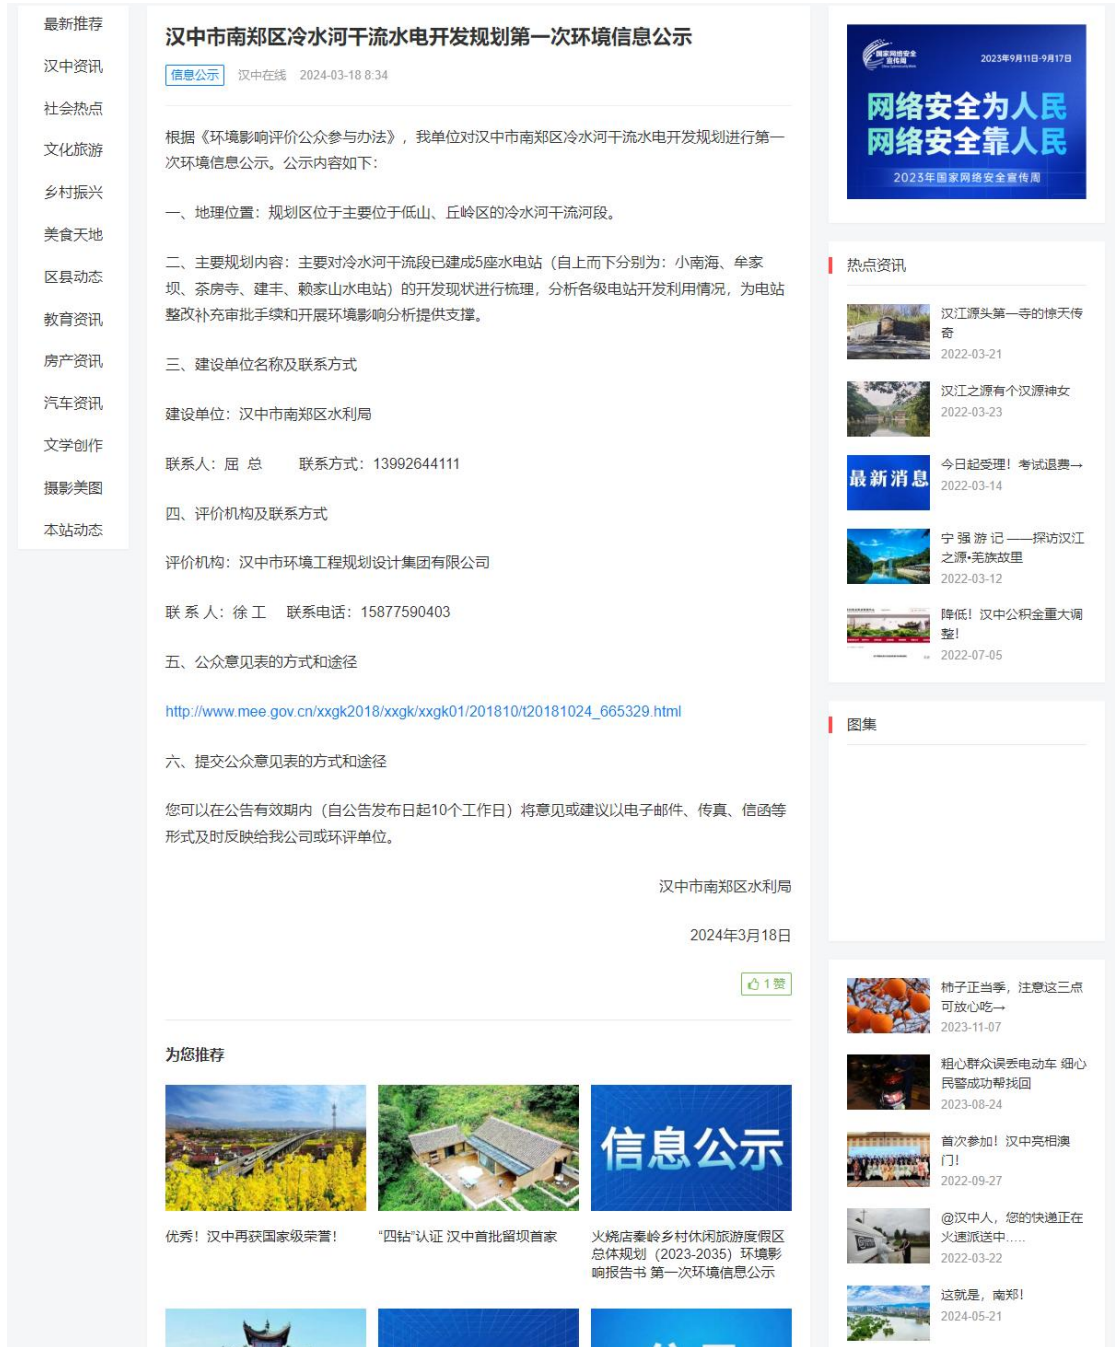 最新推荐
汉中资讯
社会热点
文化旅游
乡村振兴
美食天地
区县动态
教育资讯
房产资讯
汽车资讯
文学创作
摄影美图
本站动态
汉中市南郑区冷水河干流水电开发规划第一次环境信息公示
信息公示 汉中在线 2024-03-18 8:34
根据《环境影响评价公众参与办法》，我单位对汉中市南郑区冷水河干流水电开发规划进行第一
次环境信息公示。公示内容如下：
一、地理位置：规划区位于主要位于低山、丘岭区的冷水河干流河段。
二、主要规划内容：主要对冷水河干流段已建成5座水电站（自上而下分别为：小南海、牟家
坝、茶房寺、建丰、赖家山水电站）的开发现状进行梳理，分析各级电站开发利用情况，为电站
整改补充审批手续和开展环境影响分析提供支撑。
三、建设单位名称及联系方式
建设单位：汉中市南郑区水利局
联系人：屈 总 联系方式：13992644111
四、评价机构及联系方式
评价机构：汉中市环境工程规划设计集团有限公司
联 系 人：徐 工 联系电话：15877590403
五、公众意见表的方式和途径
http://www.mee.gov.cn/xxgk2018/xxgk/xxgk01/201810/t20181024_665329.html
六、提交公众意见表的方式和途径
您可以在公告有效期内（自公告发布日起10个工作日）将意见或建议以电子邮件、传真、信函等
形式及时反映给我公司或环评单位。
汉中市南郑区水利局
2024年3月18日
1 赞
为您推荐
信息公示
优秀！汉中再获国家级荣誉！
“四钻”认证 汉中首批留坝首家
火烧店秦岭乡村休闲旅游度假区
总体规划（2023-2035）环境影
响报告书 第一次环境信息公示
国家网络安全
宣传周
2023年9月11日-9月17日
网络安全为人民
网络安全靠人民
2023年国家网络安全宣传周
热点资讯
汉江源头第一寺的惊天传
奇
2022-03-21
汉江之源有个汉源神女
2022-03-23
最新消息
今日起受理！考试退费→
2022-03-14
宁 强 游 记 ——探访汉江
之源•羌族故里
2022-03-12
降低！汉中公积金重大调
整！
2022-07-05
图集
柿子正当季，注意这三点
可放心吃→
2023-11-07
粗心群众误丢电动车 细心
民警成功帮找回
2023-08-24
首次参加！汉中亮相澳
门！
2022-09-27
@汉中人，您的快递正在
火速派送中.....
2022-03-22
这就是，南郑！
2024-05-21